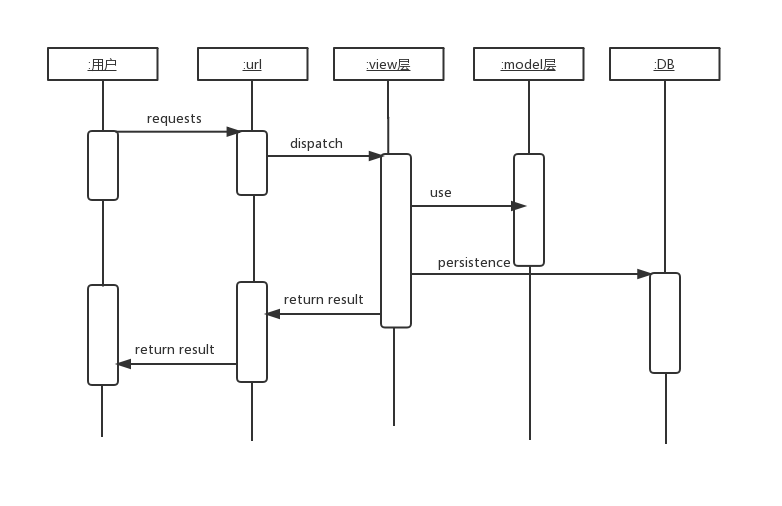 :用户
:url
:view层
:model层
:DB
requests
dispatch
use
persistence
return result
return result